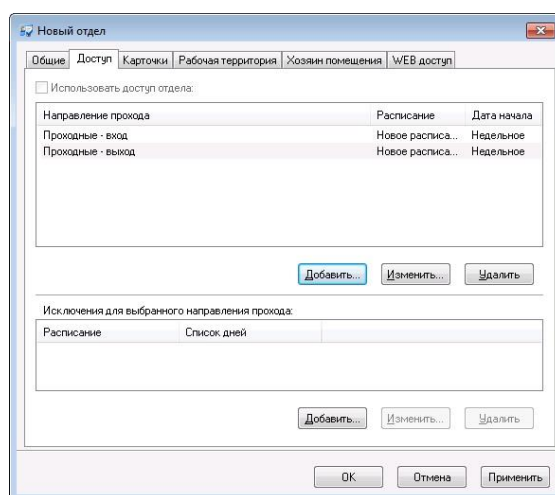 Новый отдел
Общие Доступ Карточки Рабочая территория Хозяин помещения WEB доступ
Использовать доступ отдела:
Направление прохода Расписание Дата начала
Проходные - вход Новое расписа... Недельное
Проходные - выход Новое расписа... Недельное
Добавить... Изменить... Удалить
Исключения для выбранного направления прохода:
Расписание Список дней
Добавить... Изменить... Удалить
OK Отмена Применить